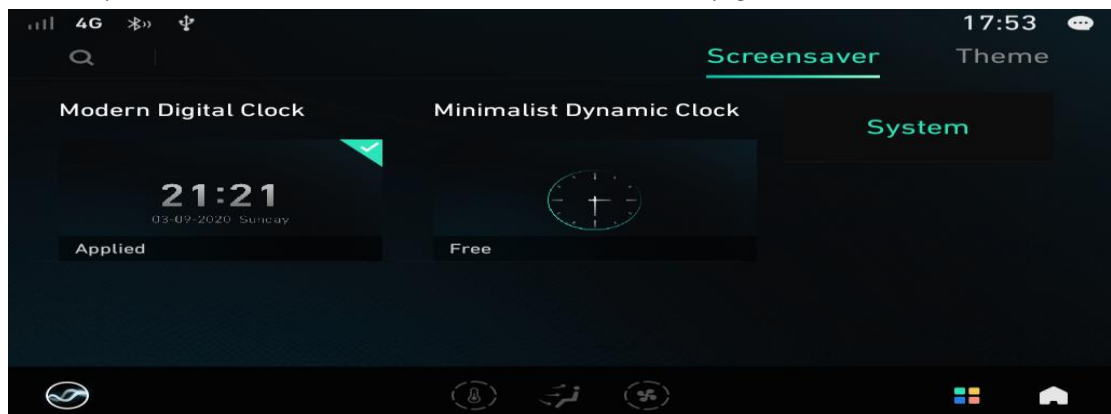 4G
17:53
Screensaver
Theme
Modern Digital Clock
Minimalist Dynamic Clock
System
21:21
03-09-2020 Sunday
Applied
Free